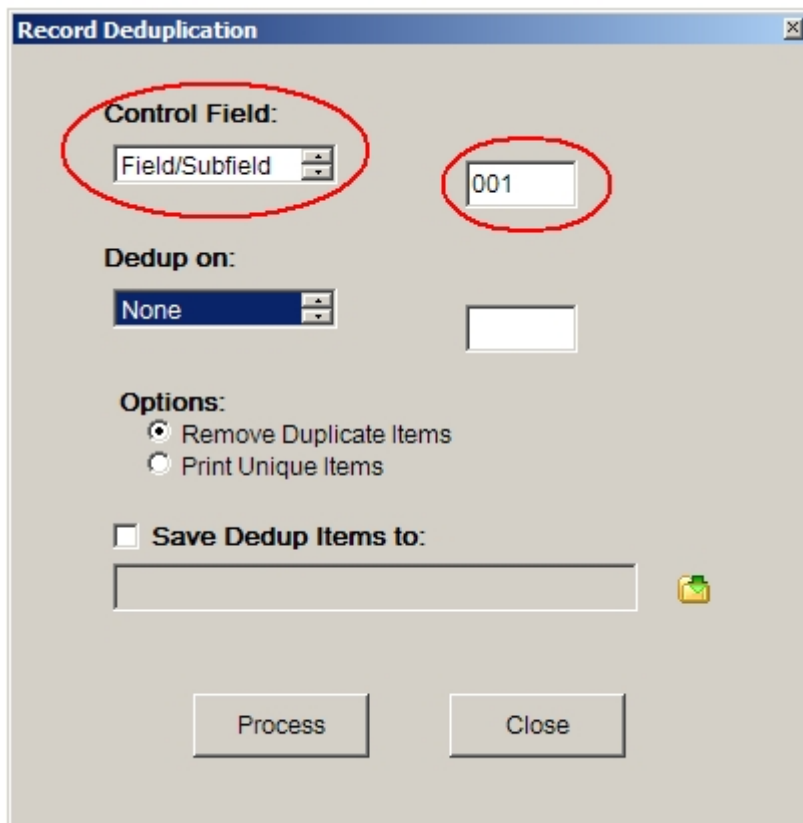 Record Deduplication
Control Field:
Field/Subfield
001
Dedup on:
None
Options:
Remove Duplicate Items
Print Unique Items
Save Dedup Items to:
Process
Close